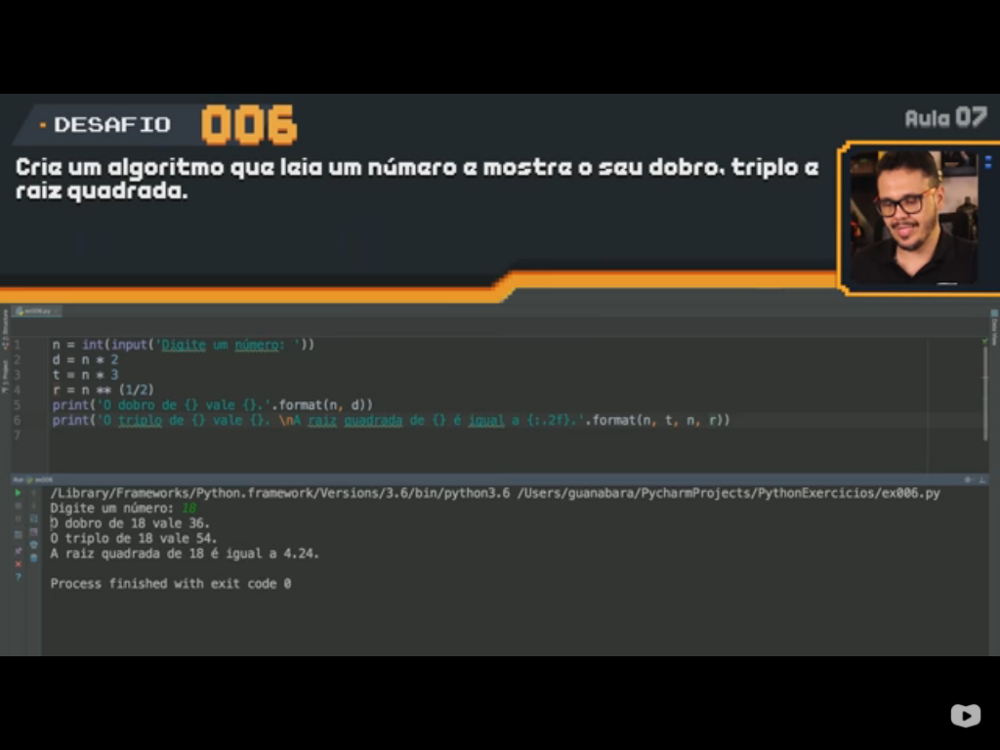 DESAFIO 006
Aula 07
Crie um algoritmo que leia um número e mostre o seu dobro, triplo e
raiz quadrada.
ex006.py
1 n = int(input('Digite um número: '))
2 d = n * 2
3 t = n * 3
4 r = n ** (1/2)
5 print('O dobro de {} vale {}.'.format(n, d))
6 print('O triplo de {} vale {}. \nA raiz quadrada de {} é igual a {:.2f}.'.format(n, t, n, r))
7
Run ex006
/Library/Frameworks/Python.framework/Versions/3.6/bin/python3.6 /Users/guanabara/PycharmProjects/PythonExercicios/ex006.py
Digite um número: 18
O dobro de 18 vale 36.
O triplo de 18 vale 54.
A raiz quadrada de 18 é igual a 4.24.
Process finished with exit code 0